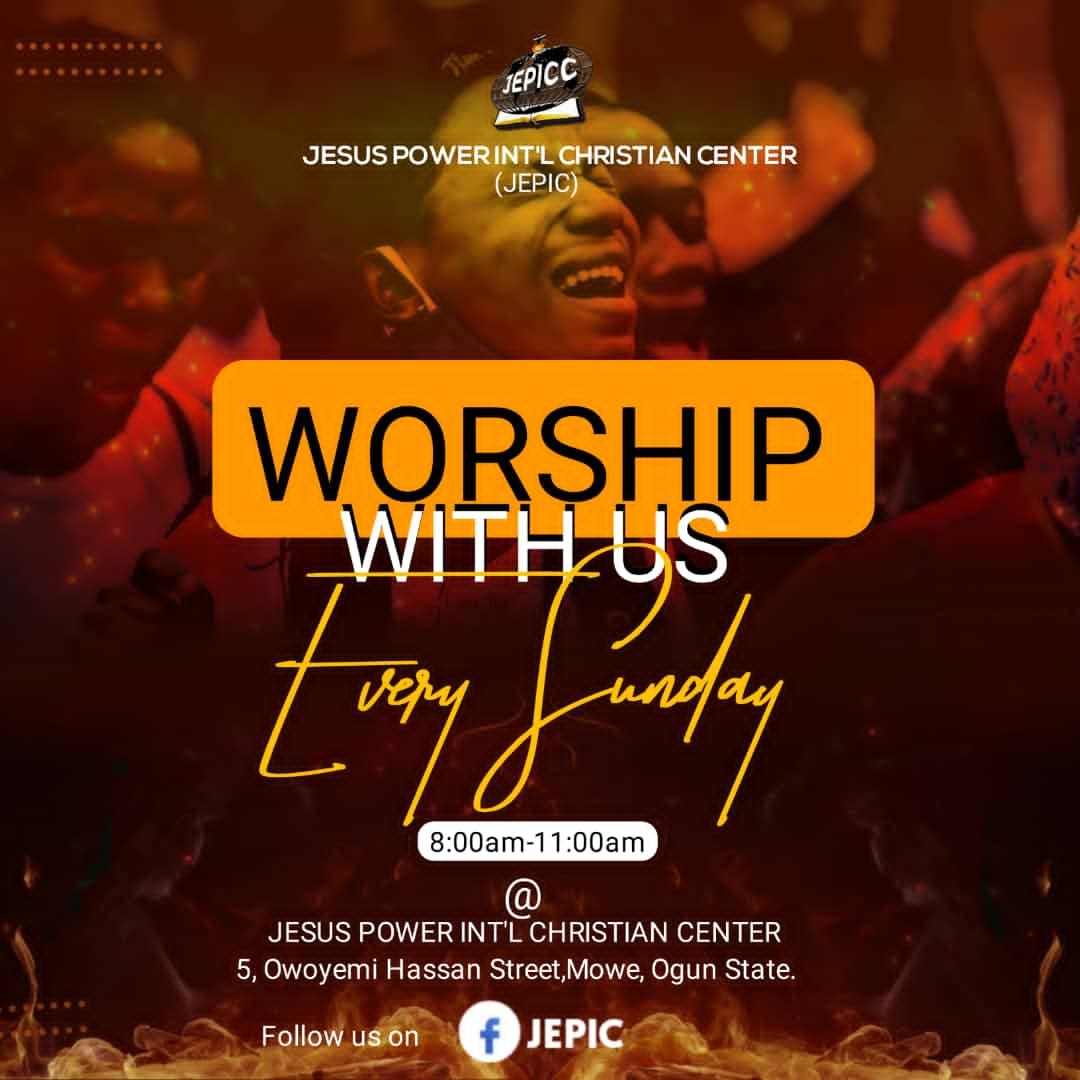 JEPICC
JESUS POWER INT'L CHRISTIAN CENTER
(JEPIC)
WORSHIP
WITH US
Every Sunday
8:00am-11:00am
@
JESUS POWER INT'L CHRISTIAN CENTER
5, Owoyemi Hassan Street,Mowe, Ogun State.
Follow us on f JEPIC